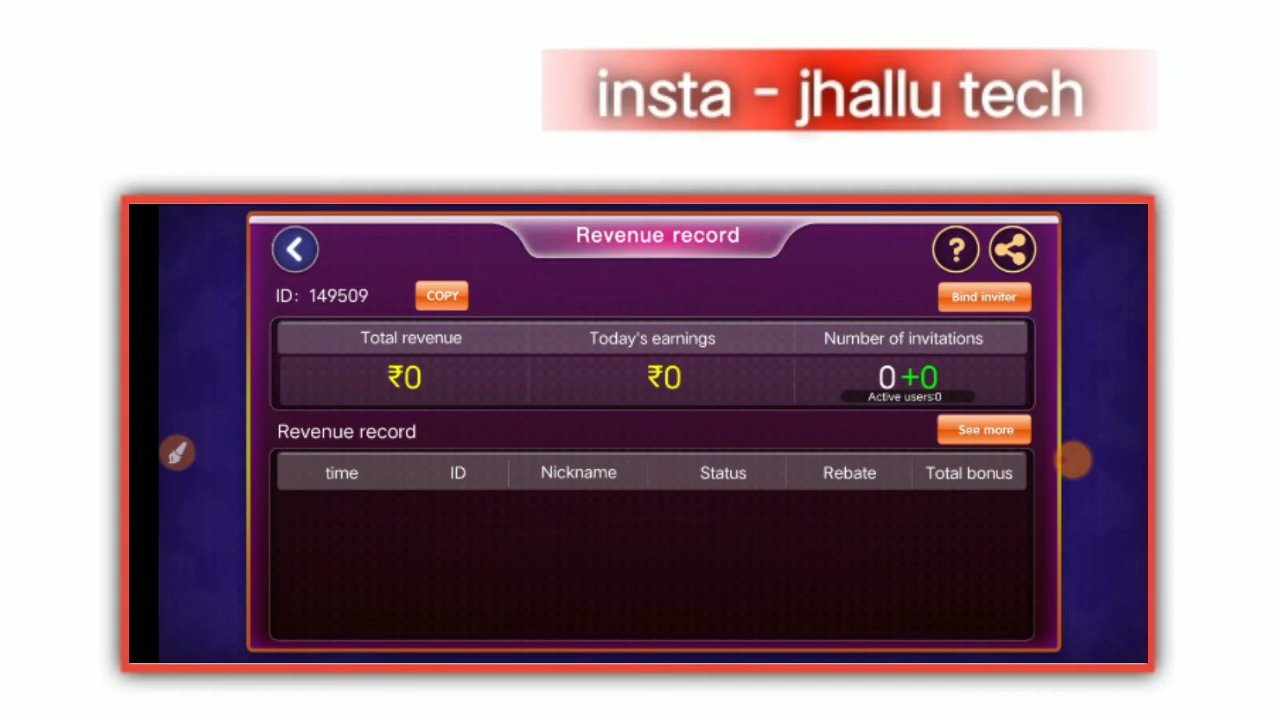 insta - jhallu tech
Revenue record
?
ID: 149509 COPY Bind inviter
Total revenue Today's earnings Number of invitations
₹0 ₹0 0+0
Active users:0
Revenue record See more
time ID Nickname Status Rebate Total bonus